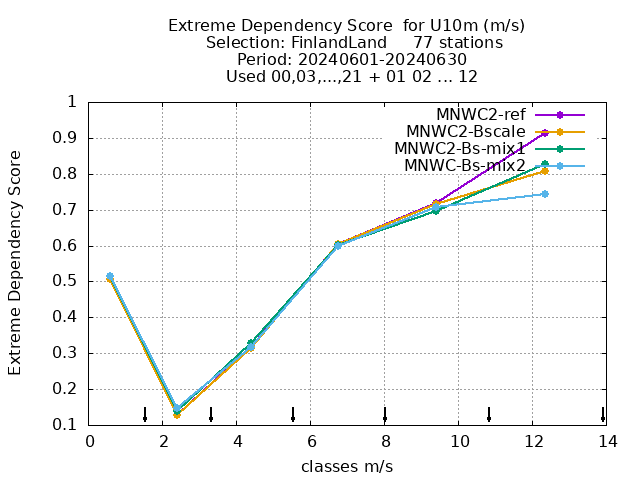 Extreme Dependency Score  for U10m (m/s)
Selection: FinlandLand     77 stations
Period: 20240601-20240630
Used 00,03,...,21 + 01 02 ... 12
MNWC2-ref
MNWC2-Bscale
MNWC2-Bs-mix1
MNWC-Bs-mix2
Extreme Dependency Score
1
0.9
0.8
0.7
0.6
0.5
0.4
0.3
0.2
0.1
0 2 4 6 8 10 12 14
classes m/s